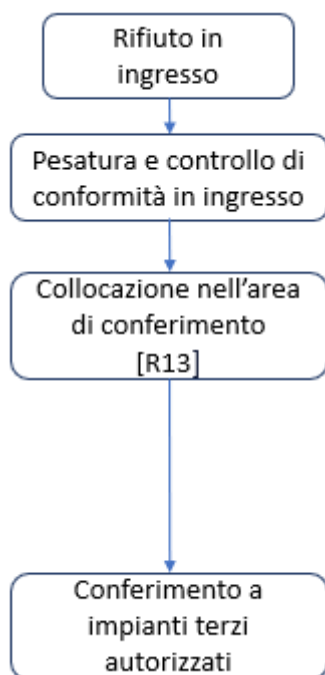 Rifiuto in
ingresso
Pesatura e controllo di
conformità in ingresso
Collocazione nell’area
di conferimento
[R13]
Conferimento a
impianti terzi
autorizzati